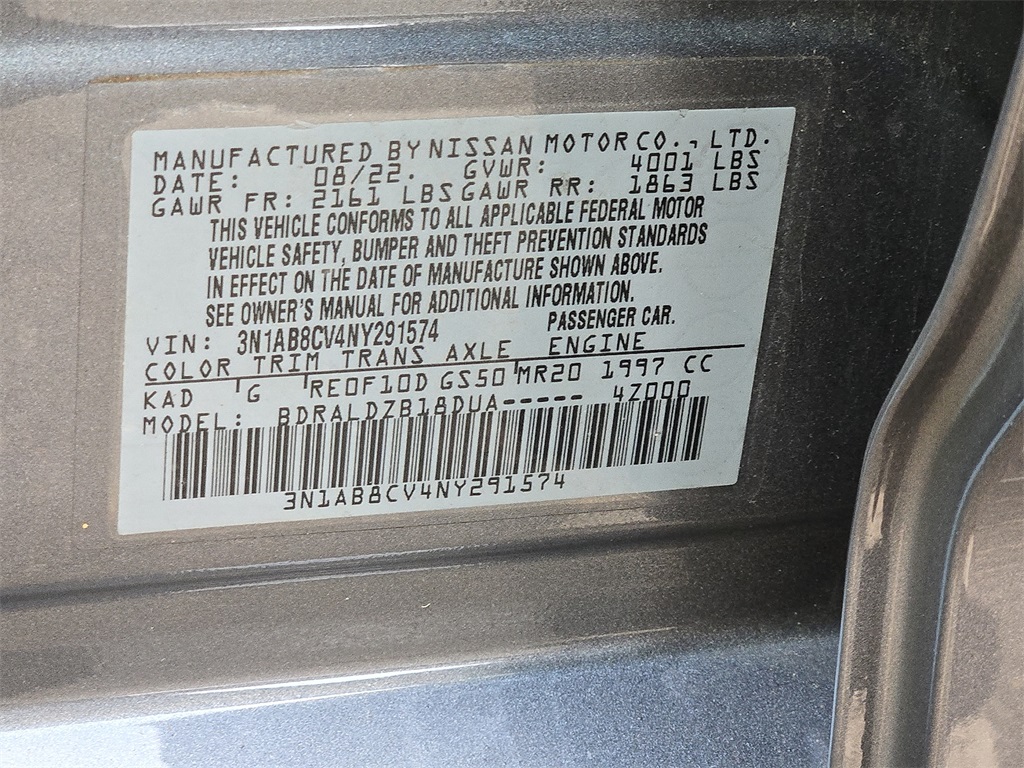 MANUFACTURED BY NISSAN MOTOR CO., LTD.
DATE: 08/22. GVWR: 4001 LBS
GAWR FR: 2161 LBS GAWR RR: 1863 LBS
THIS VEHICLE CONFORMS TO ALL APPLICABLE FEDERAL MOTOR
VEHICLE SAFETY, BUMPER AND THEFT PREVENTION STANDARDS
IN EFFECT ON THE DATE OF MANUFACTURE SHOWN ABOVE.
SEE OWNER'S MANUAL FOR ADDITIONAL INFORMATION.
VIN: 3N1AB8CV4NY291574 PASSENGER CAR.
COLOR TRIM TRANS AXLE ENGINE
KAD G RE0F10D GS50 MR20 1997 CC
MODEL: BDRALDZB18DUA----- 4Z000
3N1AB8CV4NY291574